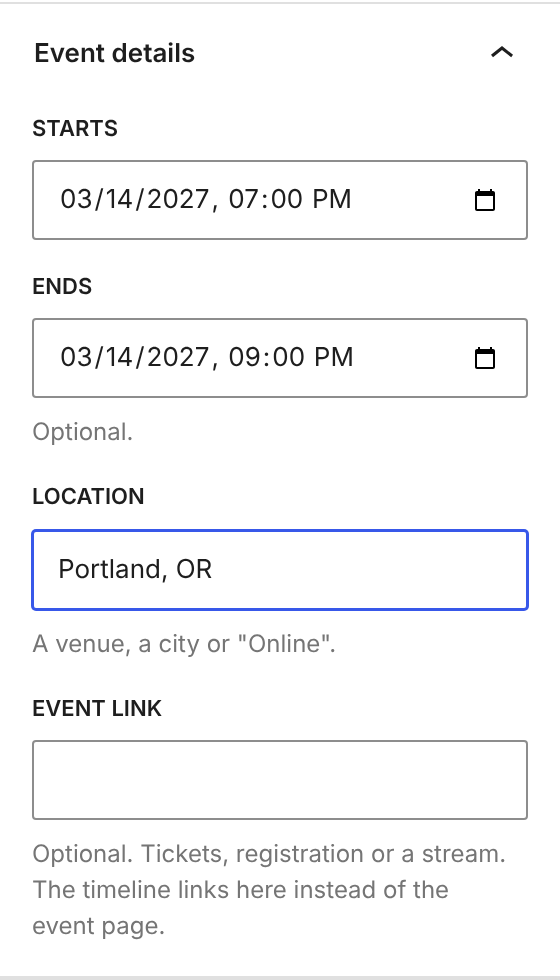 Event details
STARTS
03/14/2027, 07:00 PM
ENDS
03/14/2027, 09:00 PM
Optional.
LOCATION
Portland, OR
A venue, a city or "Online".
EVENT LINK
Optional. Tickets, registration or a stream.
The timeline links here instead of the
event page.